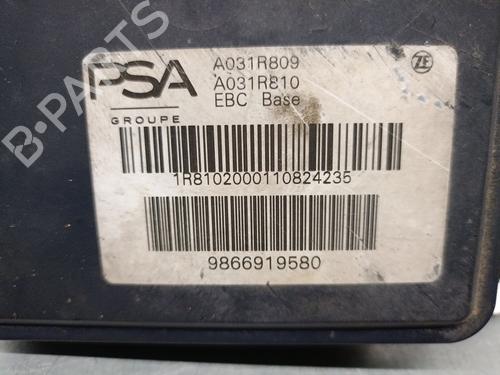 PSA
GROUPE
A031R809
A031R810
EBC Base
ZF
1R8102000110824235
9866919580
B-PARTS